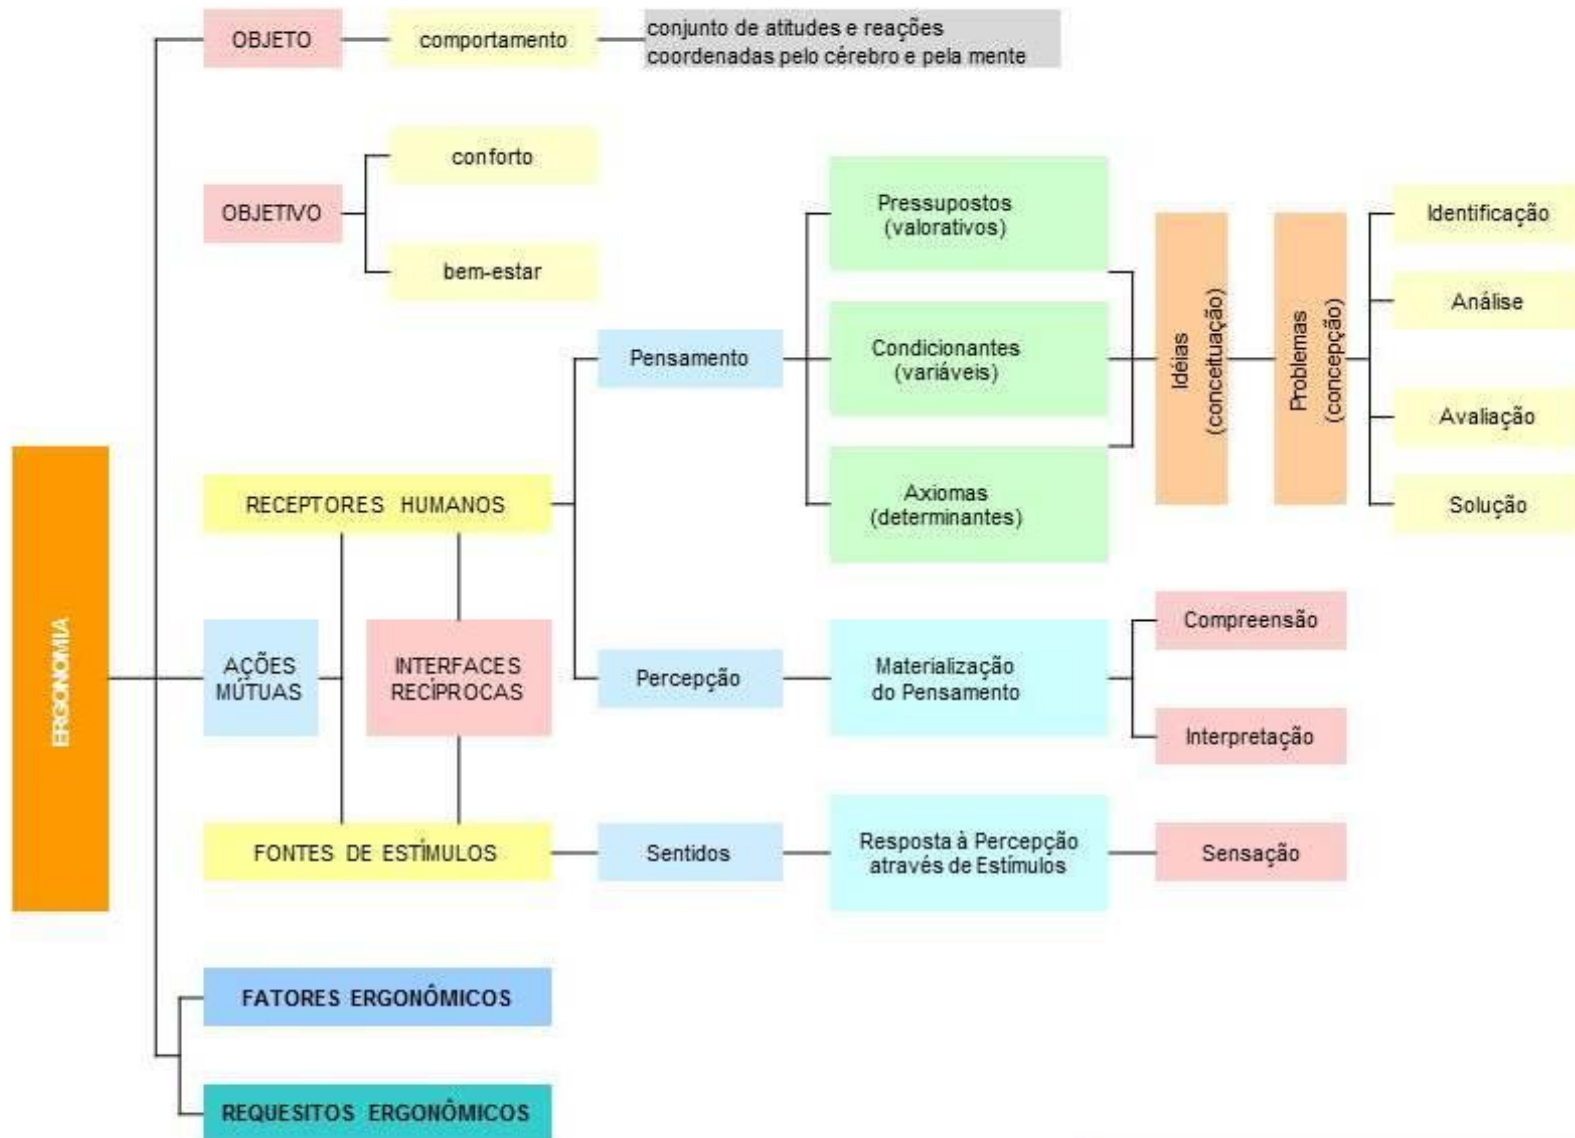 OBJETO
comportamento
conjunto de atitudes e reações
coordenadas pelo cérebro e pela mente
OBJETIVO
conforto
bem-estar
ERGONOMIA
RECEPTORES HUMANOS
AÇÕES
MÚTUAS
INTERFACES
RECÍPROCAS
FONTES DE ESTÍMULOS
Pensamento
Pressupostos
(valorativos)
Condicionantes
(variáveis)
Axiomas
(determinantes)
Idéias
(conceituação)
Problemas
(concepção)
Identificação
Análise
Avaliação
Solução
Percepção
Materialização
do Pensamento
Compreensão
Interpretação
Sentidos
Resposta à Percepção
através de Estímulos
Sensação
FATORES ERGONÔMICOS
REQUESITOS ERGONÔMICOS